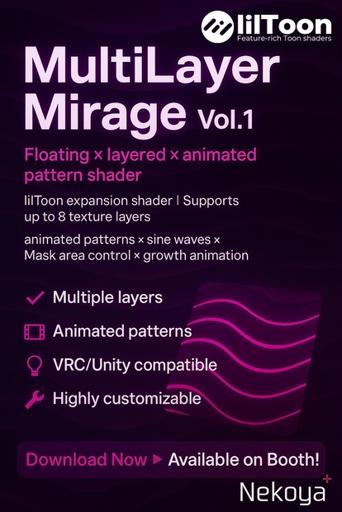 lilToon
Feature-rich Toon shaders
MultiLayer
Mirage Vol.1
Floating × layered × animated
pattern shader
lilToon expansion shader | Supports
up to 8 texture layers
animated patterns × sine waves ×
Mask area control × growth animation
Multiple layers
Animated patterns
VRC/Unity compatible
Highly customizable
Download Now ▶ Available on Booth!
Nekoya